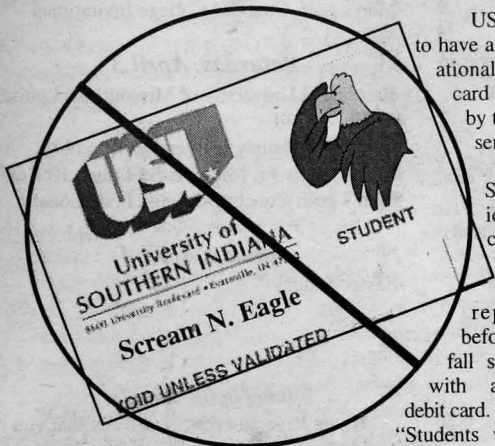 USI
University of
SOUTHERN INDIANA
8600 University Boulevard • Evansville, IN
Scream N. Eagle
VOID UNLESS VALIDATED
STUDENT
US
to have a
ational
card
by t
ser
S
ic
c
rep
befo
fall s
with a
debit card.
"Students